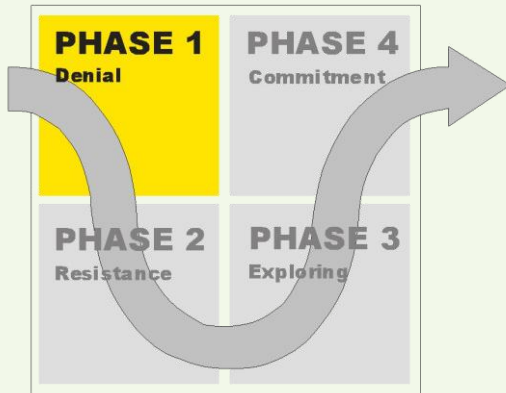 PHASE 1
Denial
PHASE 4
Commitment
PHASE 2
Resistance
PHASE 3
Exploring